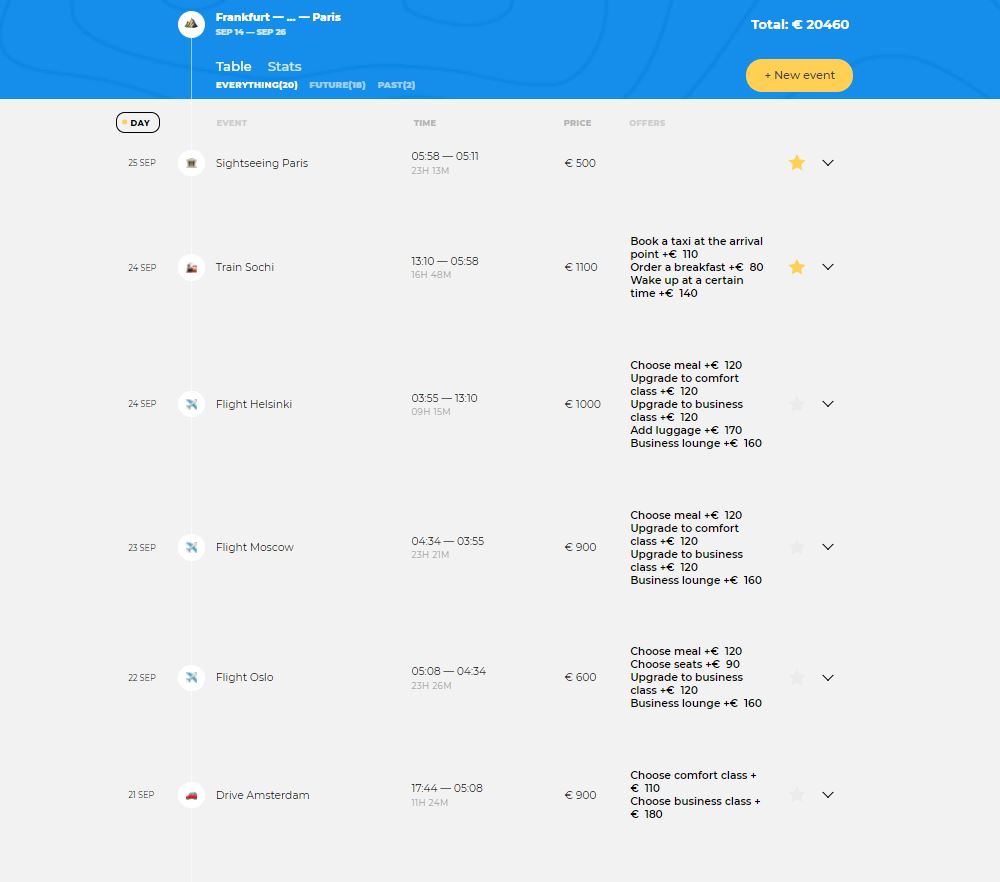 Frankfurt — ... — Paris
Total: € 20460
SEP 14 — SEP 26
Table Stats
+ New event
EVERYTHING(20) FUTURE(18) PAST(2)
DAY EVENT TIME PRICE OFFERS
25 SEP Sightseeing Paris 05:58 — 05:11 € 500
23H 13M
Book a taxi at the arrival
point +€ 110
24 SEP Train Sochi 13:10 — 05:58 € 1100 Order a breakfast +€ 80
16H 48M Wake up at a certain
time +€ 140
Choose meal +€ 120
Upgrade to comfort
class +€ 120
24 SEP Flight Helsinki 03:55 — 13:10 € 1000 Upgrade to business
09H 15M class +€ 120
Add luggage +€ 170
Business lounge +€ 160
Choose meal +€ 120
Upgrade to comfort
class +€ 120
23 SEP Flight Moscow 04:34 — 03:55 € 900 Upgrade to business
23H 21M class +€ 120
Business lounge +€ 160
Choose meal +€ 120
Choose seats +€ 90
22 SEP Flight Oslo 05:08 — 04:34 € 600 Upgrade to business
23H 26M class +€ 120
Business lounge +€ 160
Choose comfort class +
€ 110
21 SEP Drive Amsterdam 17:44 — 05:08 € 900 Choose business class +
11H 24M € 180